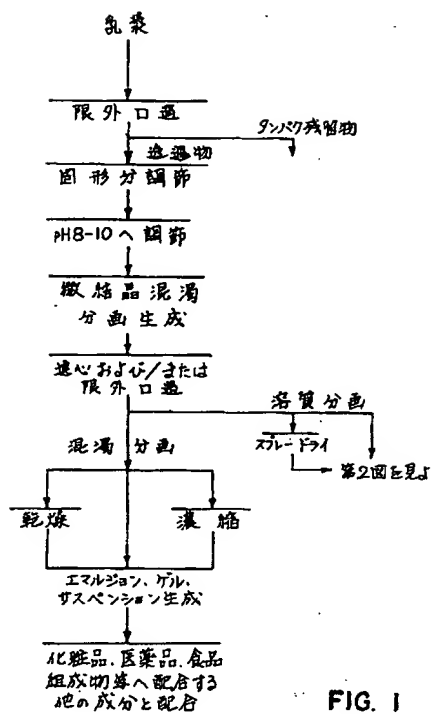 乳漿
限外口過
タンパク残留物
透過物
固形分調節
pH8-10へ調節
微結晶混濁
分画生成
遠心および/または
限外口過
溶質分画
混濁分画
スプレードライ
第2図を見よ
乾燥
濃縮
エマルジョン、ゲル、
サスペンション生成
化粧品、医薬品、食品
組成物等へ配合する
他の成分と配合
FIG. 1